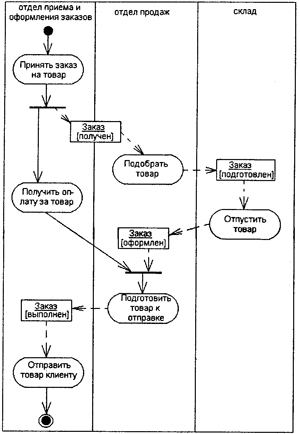 отдел приема и
оформления заказов
отдел продаж
склад
Принять заказ
на товар
Заказ
[получен]
Подобрать
товар
Заказ
[подготовлен]
Получить оп-
лату за товар
Отпустить
товар
Заказ
[оформлен]
Заказ
[выполнен]
Подготовить
товар к
отправке
Отправить
товар клиенту